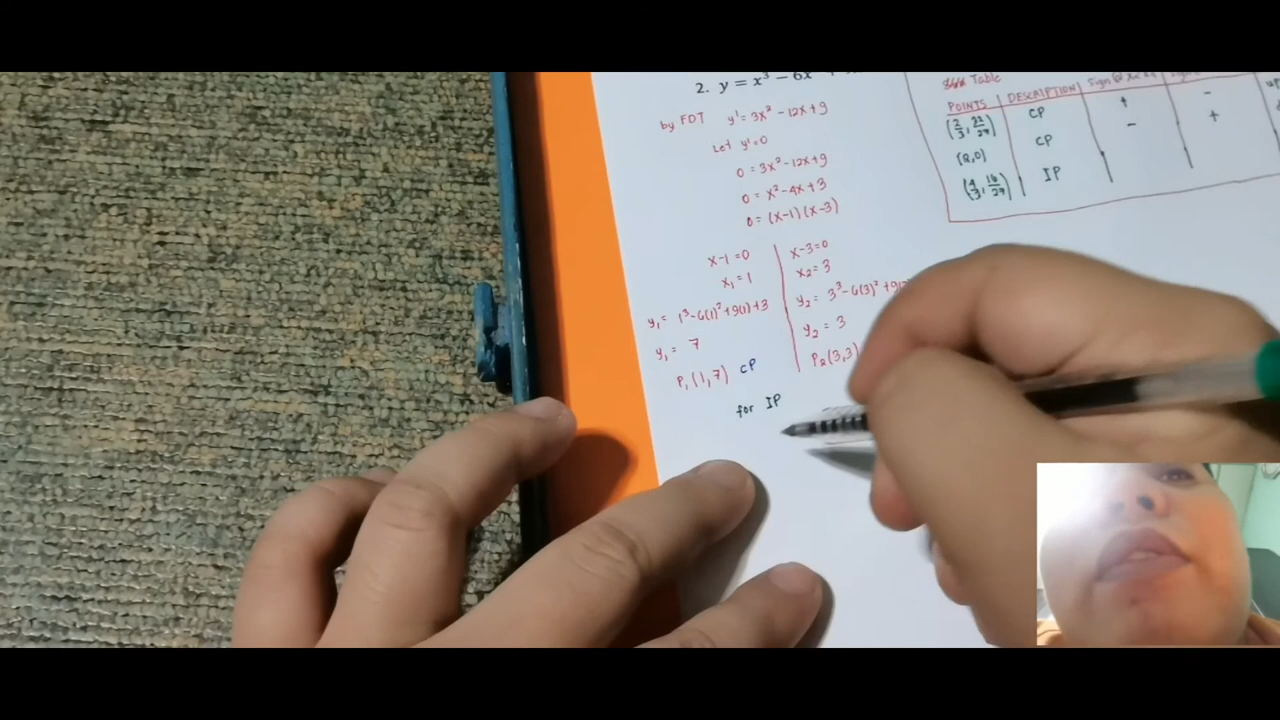 2. y = x³ − 6x
by FDT y' = 3x² − 12x + 9
Let y' = 0
0 = 3x² − 12x + 9
0 = x² − 4x + 3
0 = (x−1)(x−3)
x−1 = 0
x₁ = 1
y₁ = 1³ − 6(1)² + 9(1) + 3
y₁ = 7
P₁(1,7) CP
x−3 = 0
x₂ = 3
y₂ = 3³ − 6(3)² + 9(
y₂ = 3
P₂(3,3)
for IP
Table
POINTS DESCRIPTION Sign @
(2/3, ) CP + −
(2,0) CP − +
(4/3, 16/27) IP